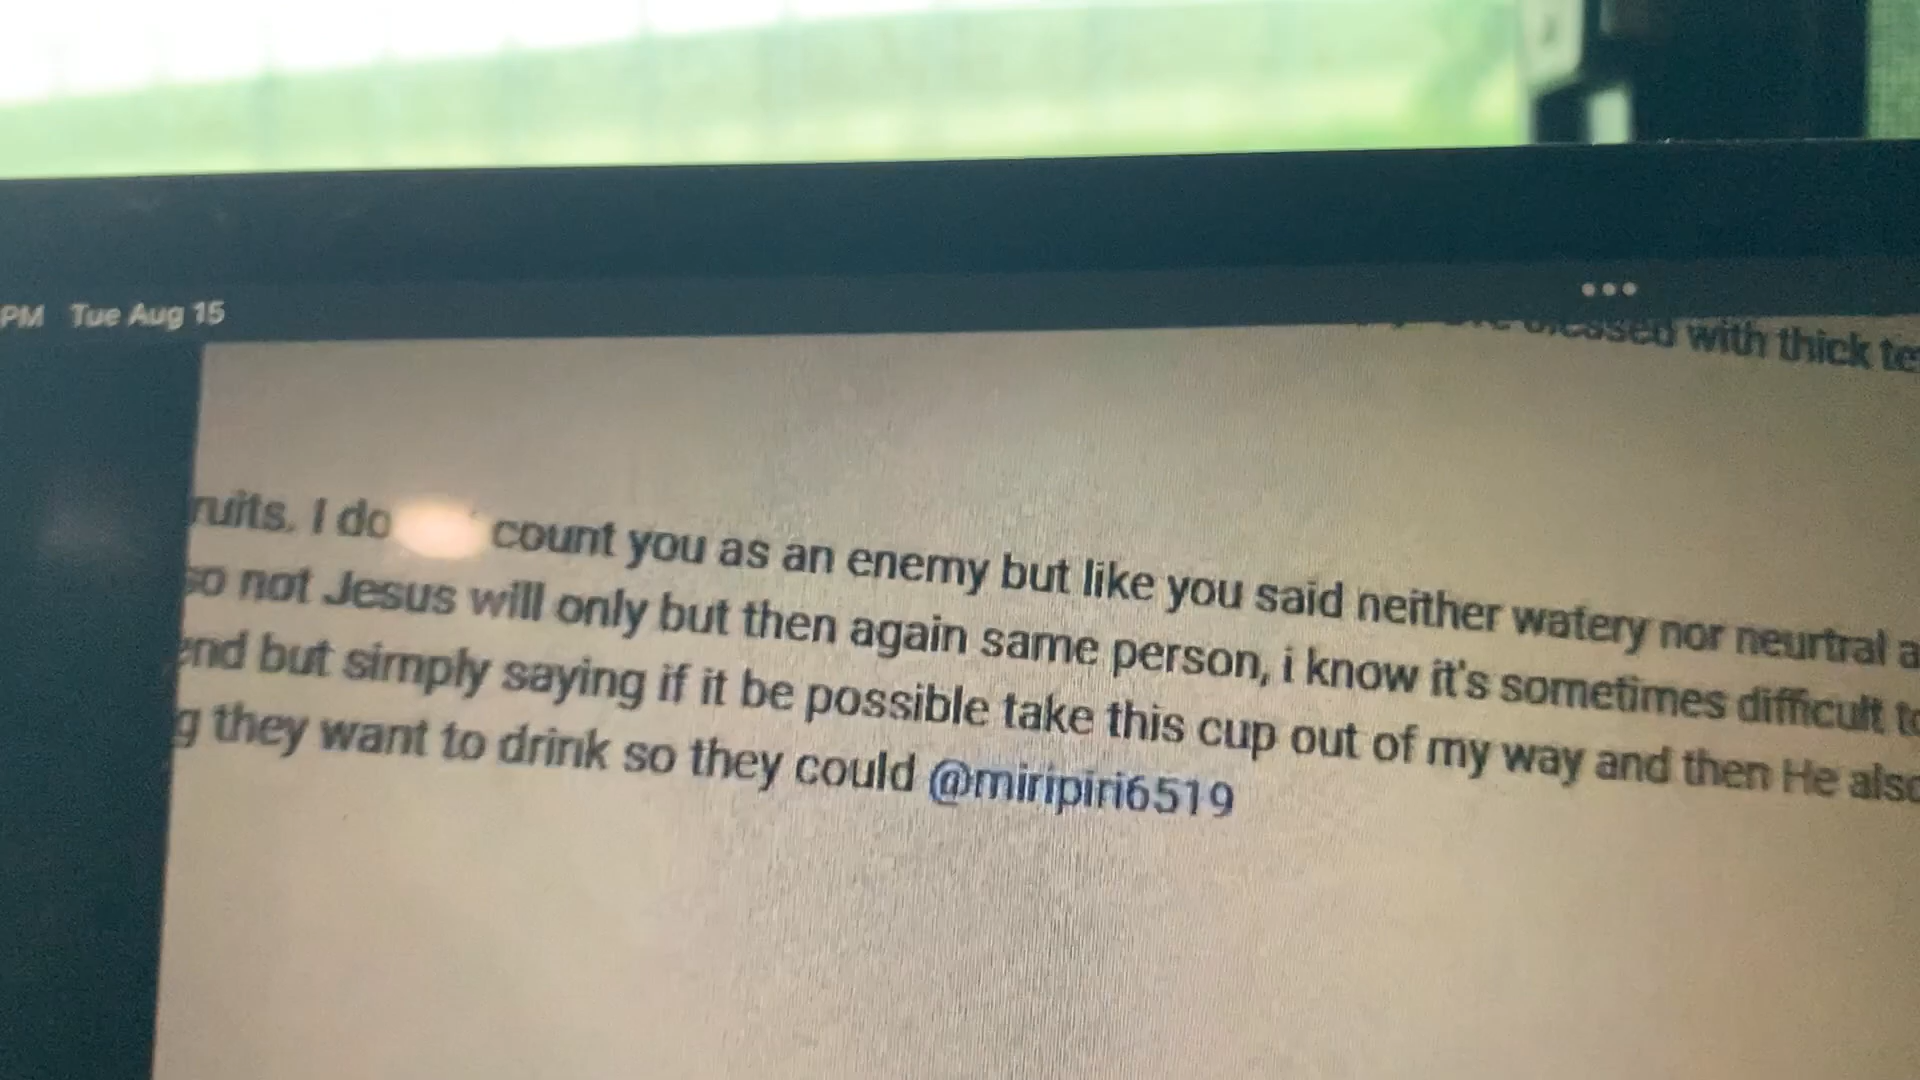 PM Tue Aug 15
with thick
ruits. I do count you as an enemy but like you said neither watery nor neurtral a
so not Jesus will only but then again same person, i know it's sometimes difficult to
end but simply saying if it be possible take this cup out of my way and then He also
g they want to drink so they could @miripiri6519